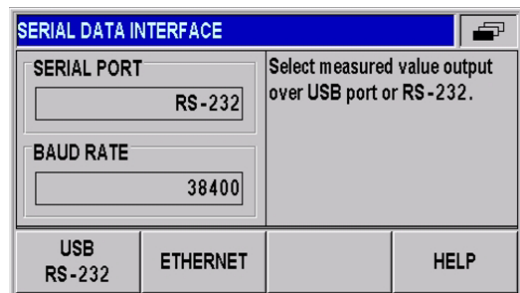 SERIAL DATA INTERFACE
SERIAL PORT
RS-232
BAUD RATE
38400
Select measured value output
over USB port or RS-232.
USB
RS-232
ETHERNET
HELP